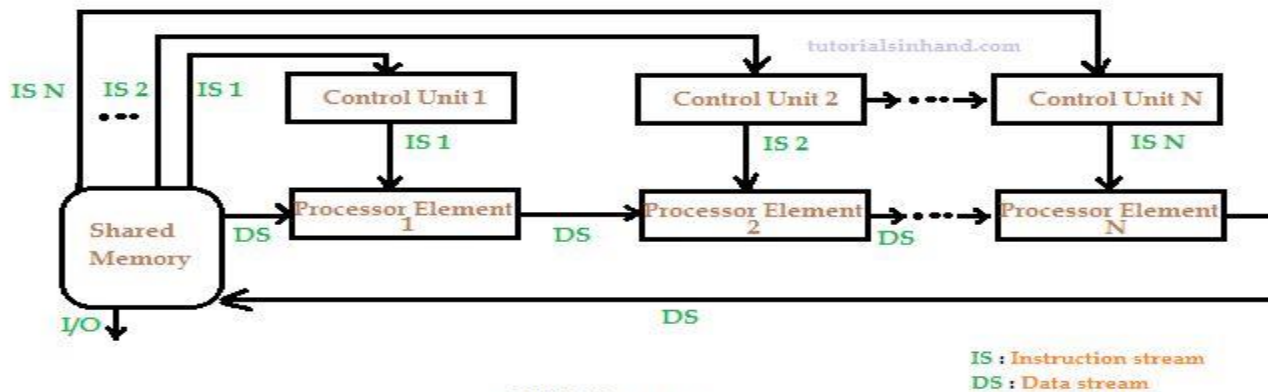 tutorialsinhand.com
IS N
IS 2
IS 1
Control Unit 1
Control Unit 2
Control Unit N
IS 1
IS 2
IS N
Shared
Memory
DS
Processor Element
1
DS
Processor Element
2
DS
Processor Element
N
DS
I/O
IS : Instruction stream
DS : Data stream